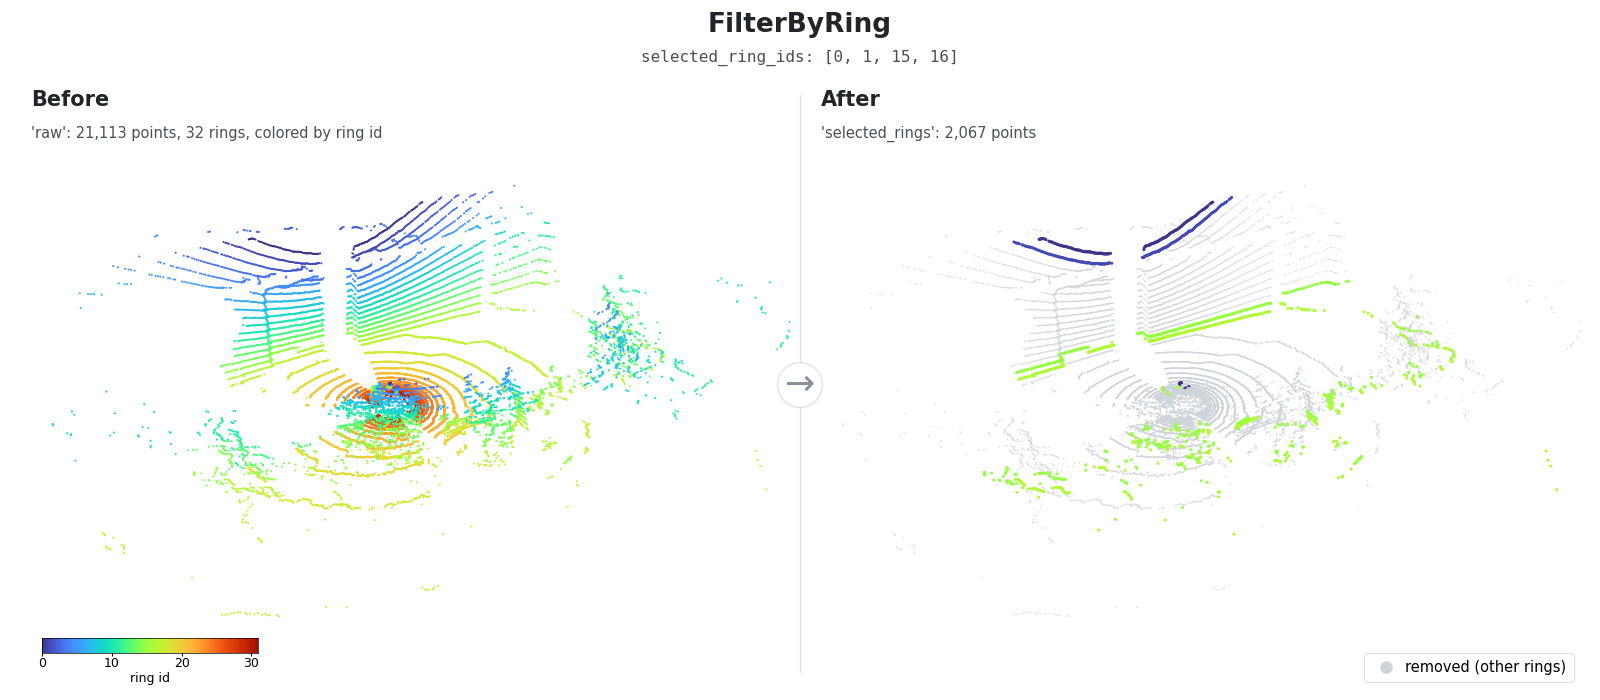 FilterByRing
selected_ring_ids: [0, 1, 15, 16]
Before
'raw': 21,113 points, 32 rings, colored by ring id
After
'selected_rings': 2,067 points
→
0 10 20 30
ring id
removed (other rings)